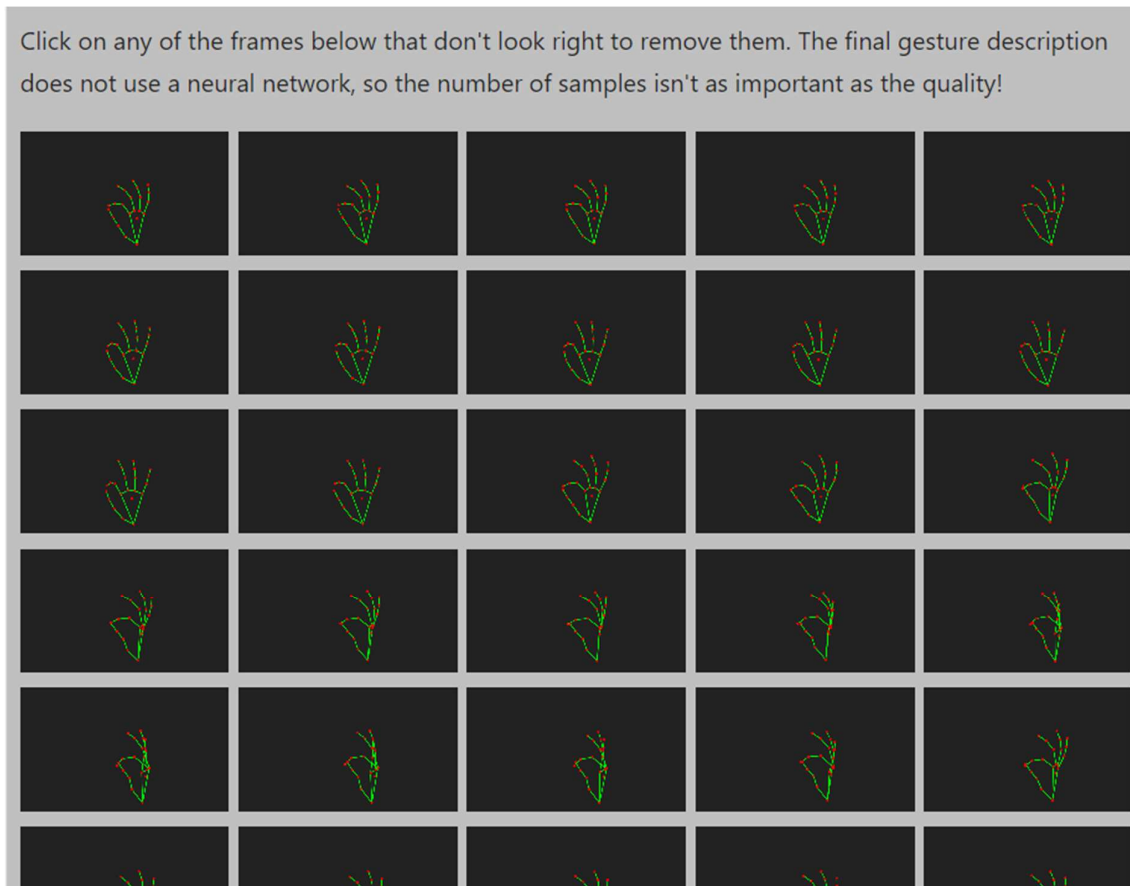 Click on any of the frames below that don't look right to remove them. The final gesture description
does not use a neural network, so the number of samples isn't as important as the quality!